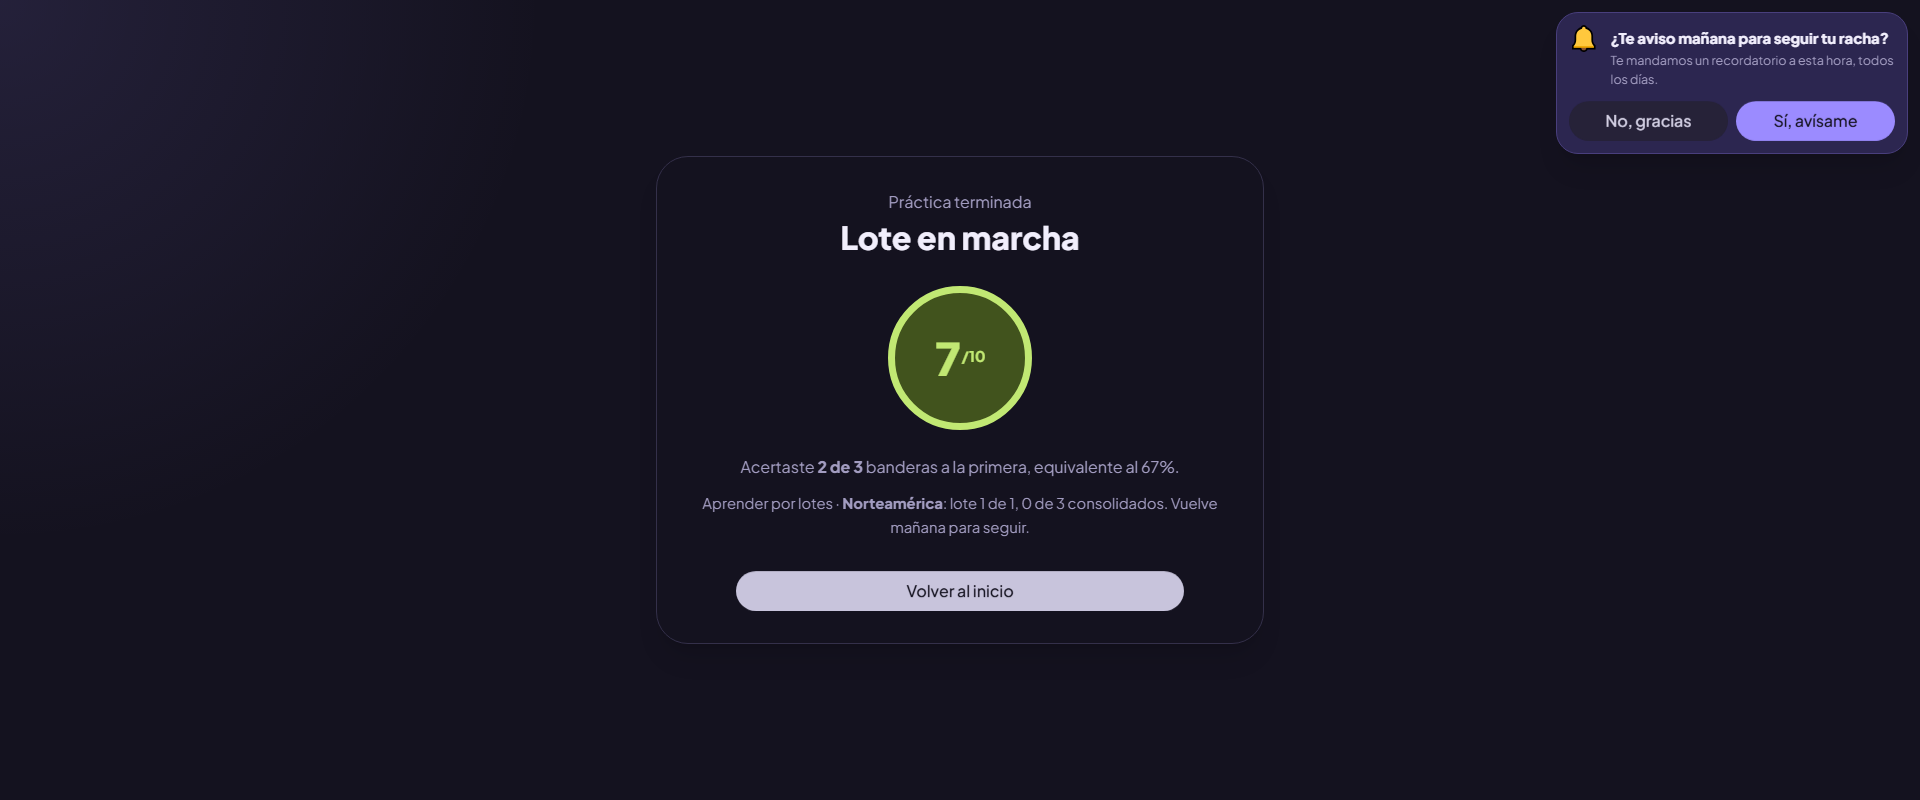 ¿Te aviso mañana para seguir tu racha?
Te mandamos un recordatorio a esta hora, todos
los días.
No, gracias
Sí, avísame
Práctica terminada
Lote en marcha
7/10
Acertaste 2 de 3 banderas a la primera, equivalente al 67%.
Aprender por lotes · Norteamérica: lote 1 de 1, 0 de 3 consolidados. Vuelve
mañana para seguir.
Volver al inicio